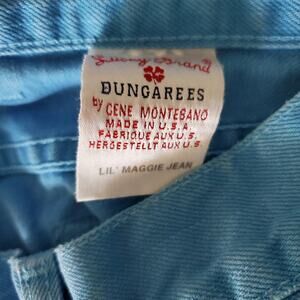 Lucky Brand
DUNGAREES
by GENE MONTESANO
MADE IN U.S.A.
FABRIQUE AUX U.S.
HERGESTELLT AUX U.S.
LIL' MAGGIE JEAN